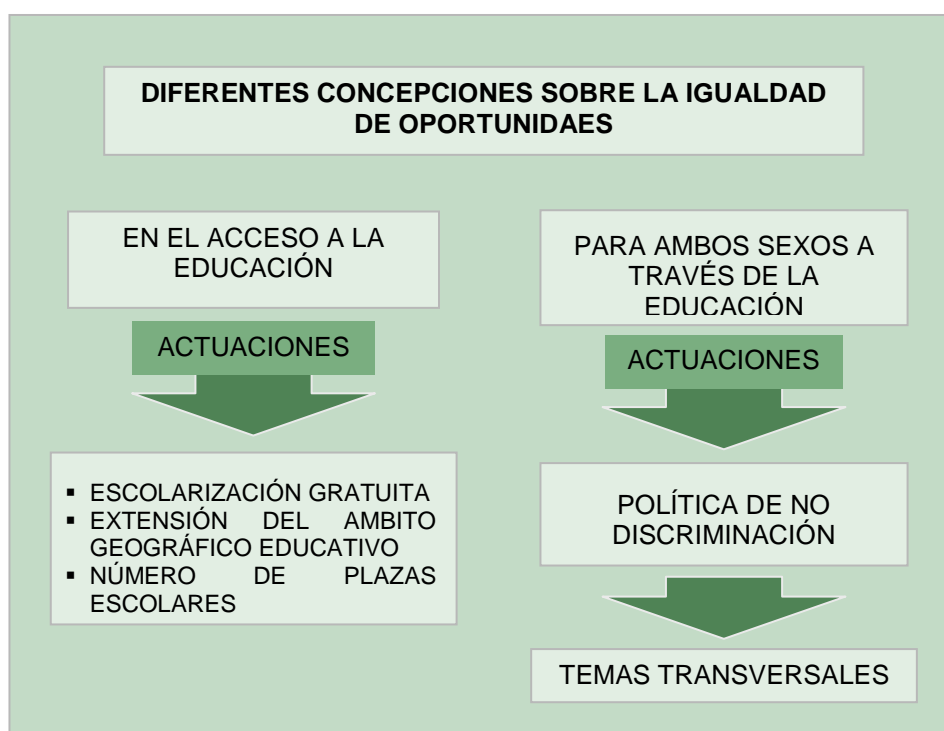 DIFERENTES CONCEPCIONES SOBRE LA IGUALDAD
DE OPORTUNIDAES
EN EL ACCESO A LA
EDUCACIÓN
ACTUACIONES
▪ ESCOLARIZACIÓN GRATUITA
▪ EXTENSIÓN DEL AMBITO
GEOGRÁFICO EDUCATIVO
▪ NÚMERO DE PLAZAS
ESCOLARES
PARA AMBOS SEXOS A
TRAVÉS DE LA
EDUCACIÓN
ACTUACIONES
POLÍTICA DE NO
DISCRIMINACIÓN
TEMAS TRANSVERSALES